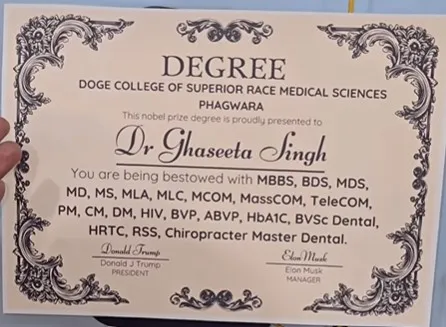 DEGREE
DOGE COLLEGE OF SUPERIOR RACE MEDICAL SCIENCES
PHAGWARA
This nobel prize degree is proudly presented to
Dr Ghaseeta Singh
You are being bestowed with MBBS, BDS, MDS,
MD, MS, MLA, MLC, MCOM, MassCOM, TeleCOM,
PM, CM, DM, HIV, BVP, ABVP, HbA1C, BVSc Dental,
HRTC, RSS, Chiropracter Master Dental.
Donald Trump
Donald J Trump
PRESIDENT
Elon Musk
Elon Musk
MANAGER